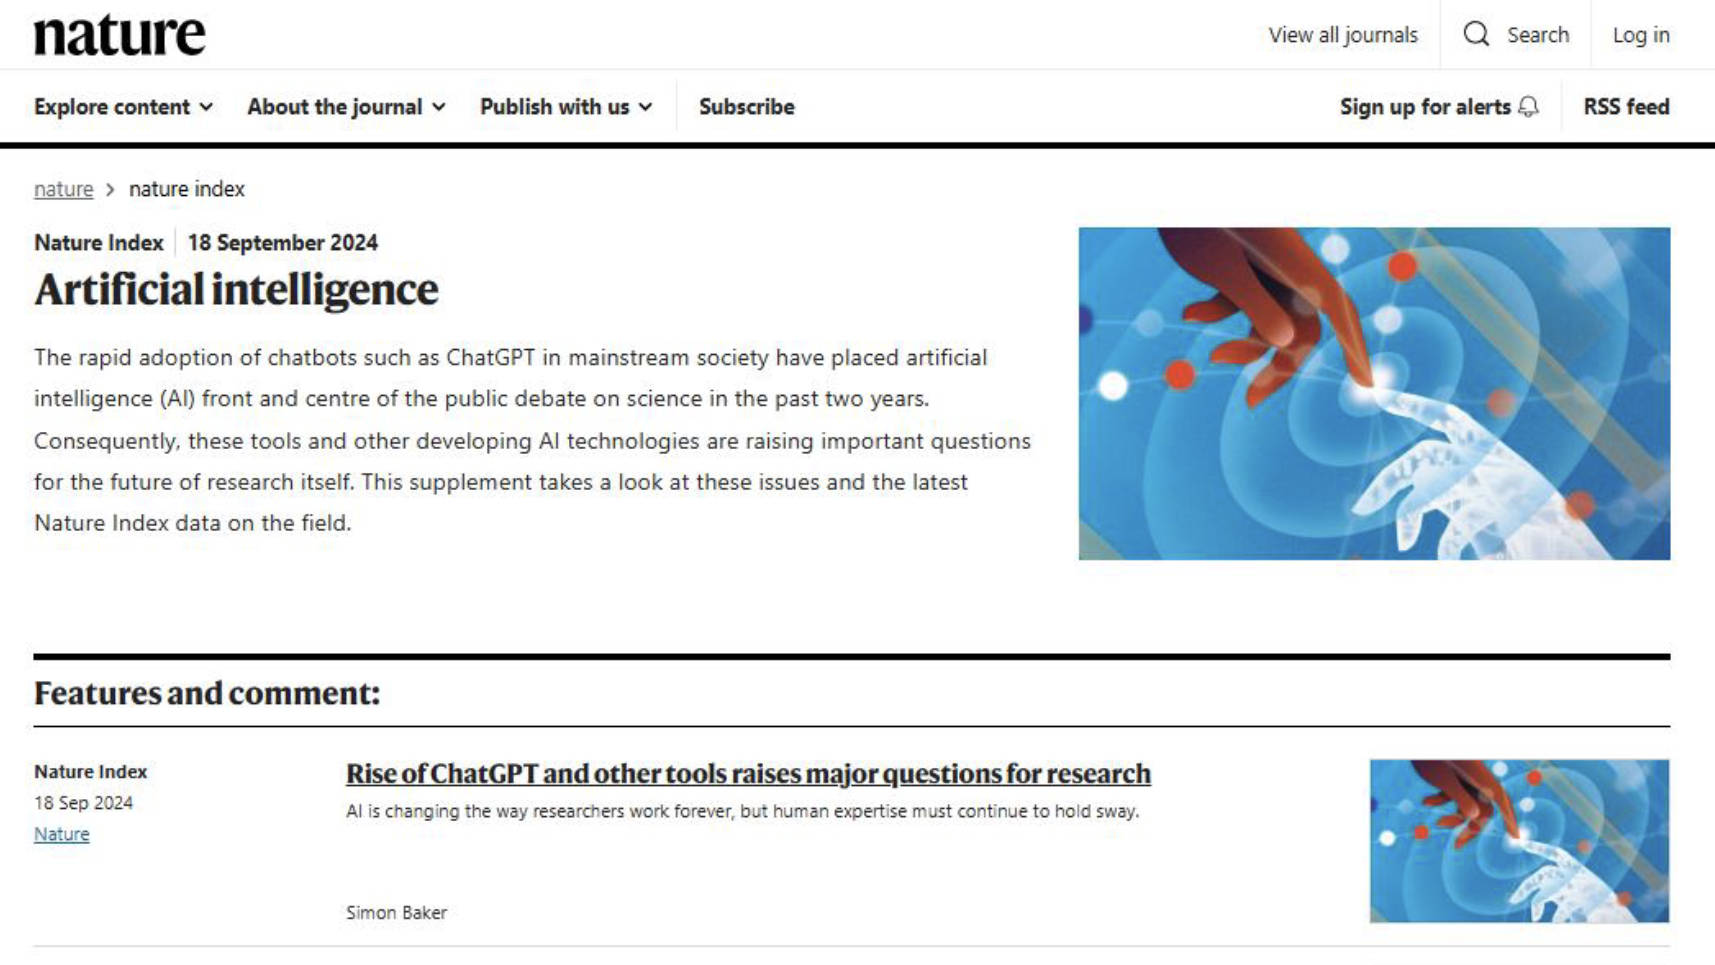 nature
View all journals
Search
Log in
Explore content
About the journal
Publish with us
Subscribe
Sign up for alerts
RSS feed
nature > nature index
Nature Index
18 September 2024
Artificial intelligence
The rapid adoption of chatbots such as ChatGPT in mainstream society have placed artificial
intelligence (AI) front and centre of the public debate on science in the past two years.
Consequently, these tools and other developing AI technologies are raising important questions
for the future of research itself. This supplement takes a look at these issues and the latest
Nature Index data on the field.
Features and comment:
Nature Index
18 Sep 2024
Nature
Rise of ChatGPT and other tools raises major questions for research
AI is changing the way researchers work forever, but human expertise must continue to hold sway.
Simon Baker